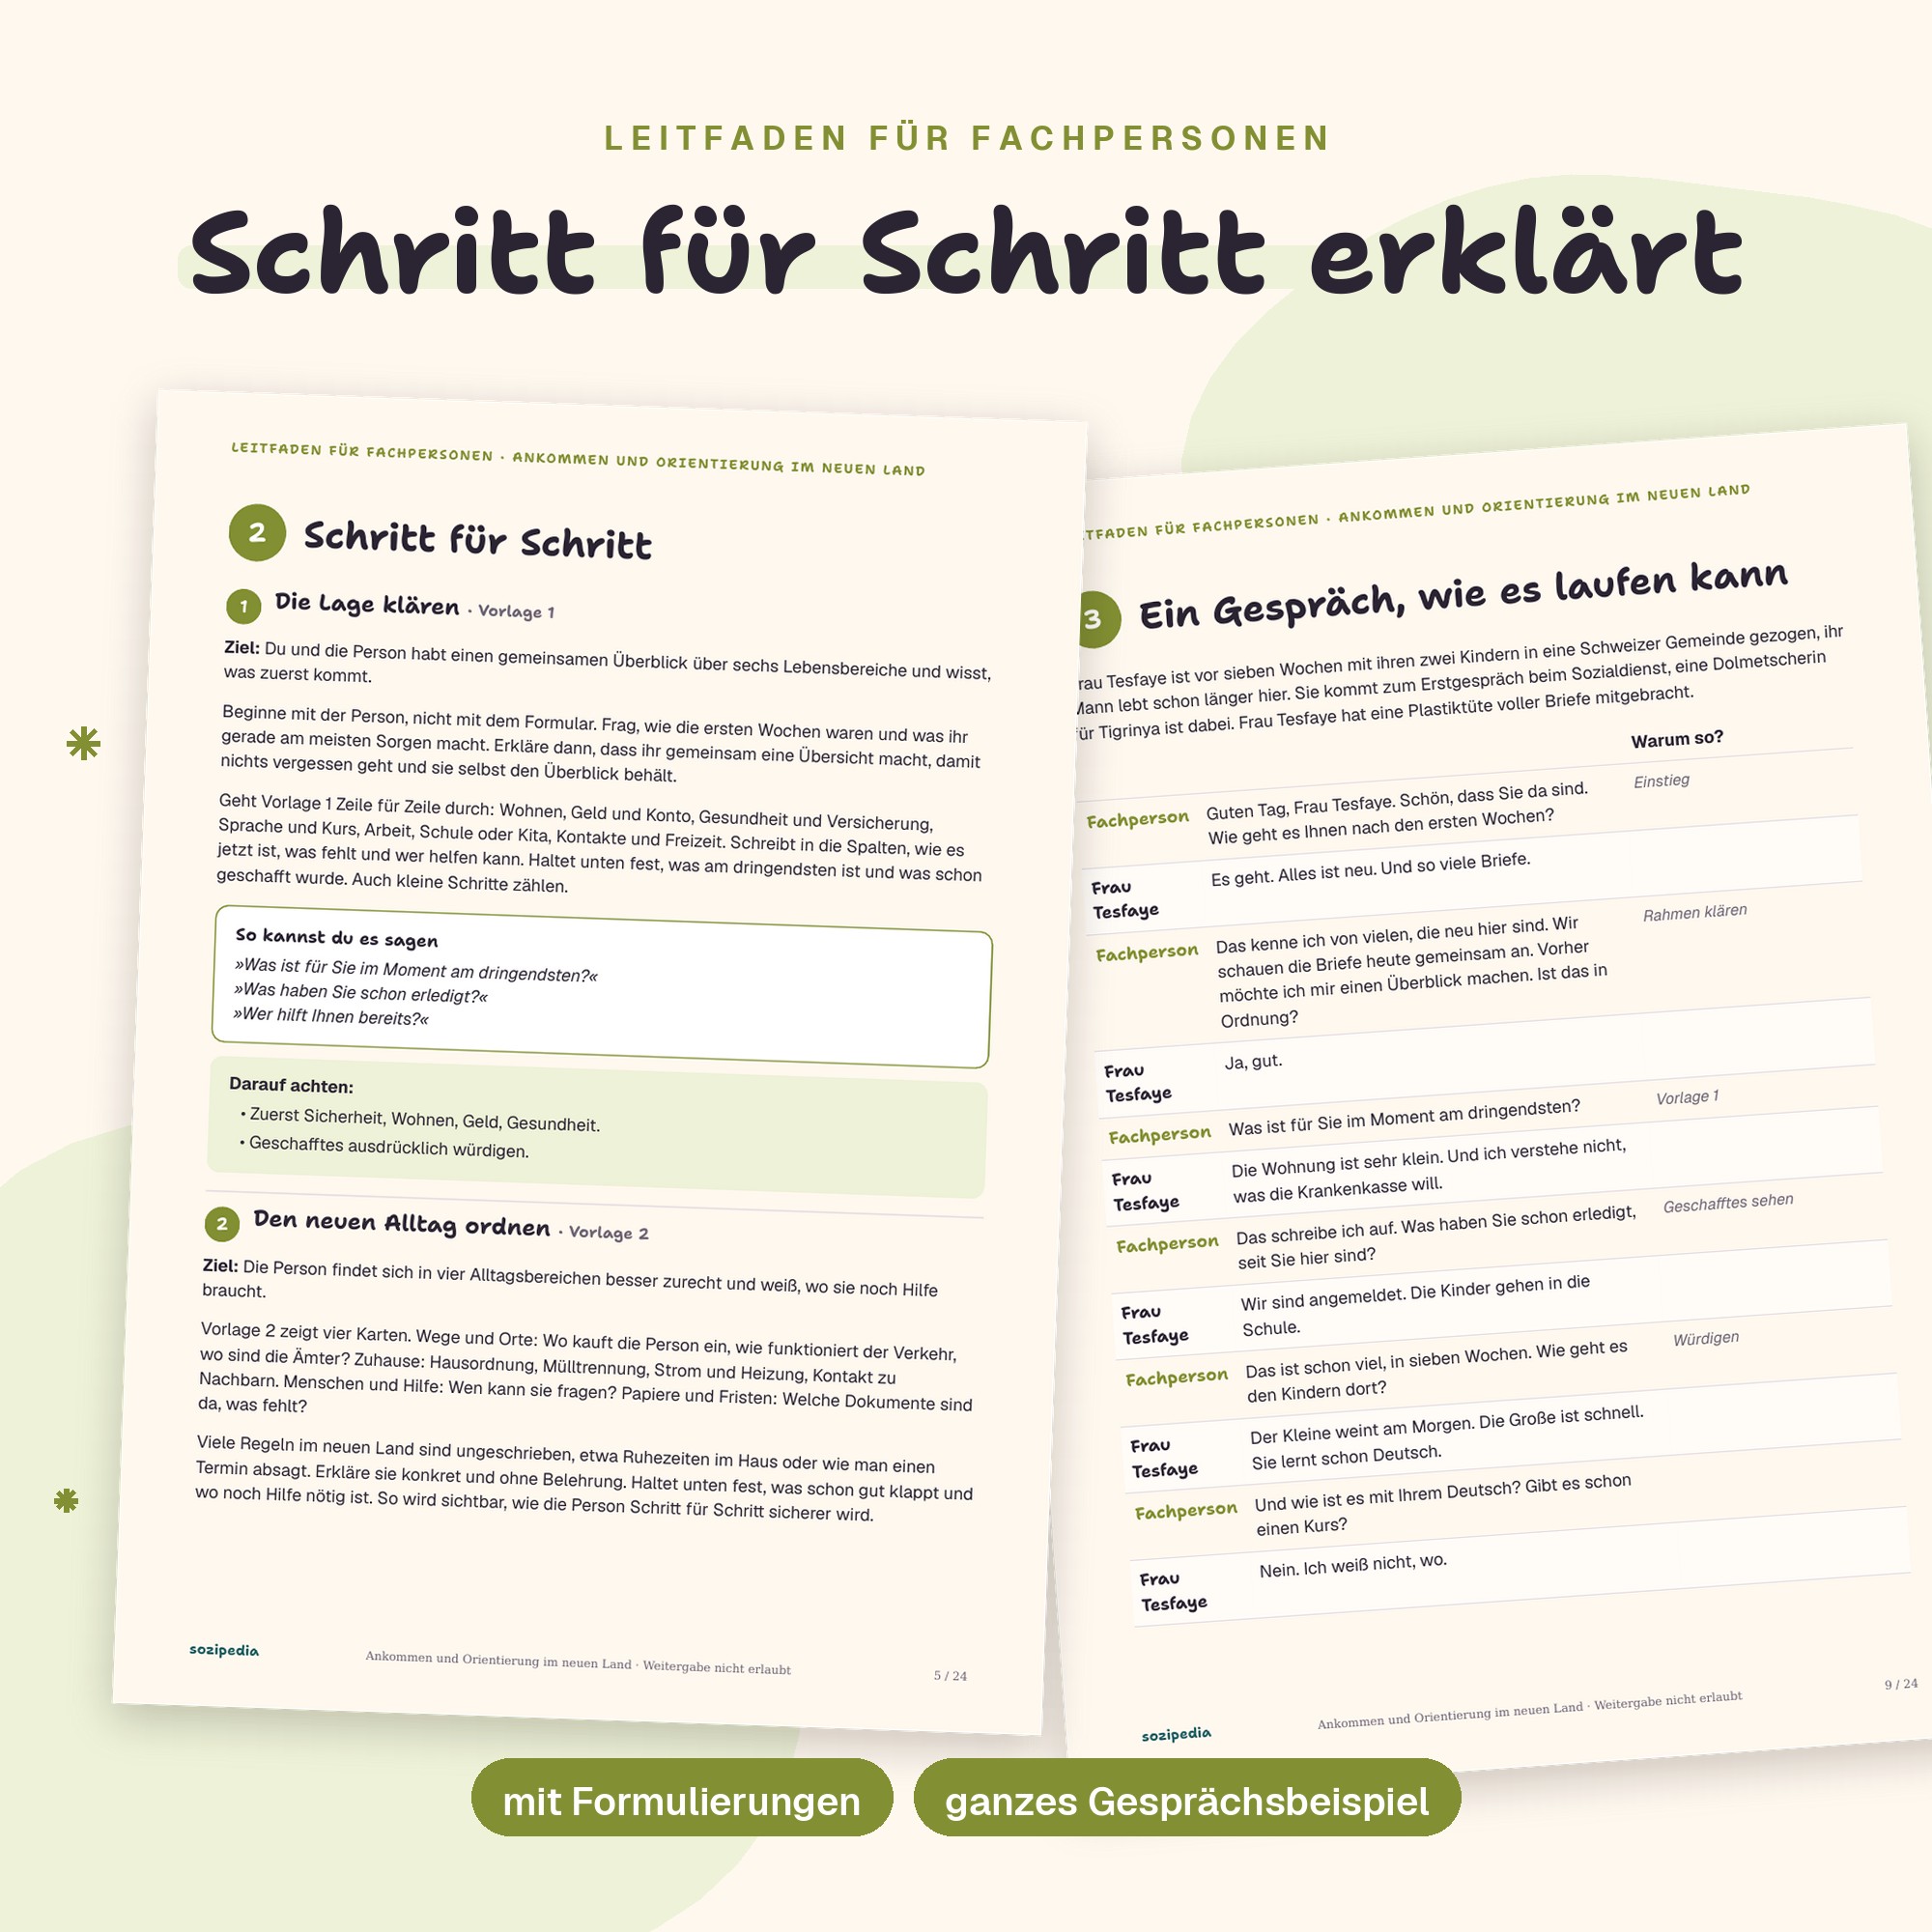 LEITFADEN FÜR FACHPERSONEN
Schritt für Schritt erklärt
LEITFADEN FÜR FACHPERSONEN · ANKOMMEN UND ORIENTIERUNG IM NEUEN LAND
2 Schritt für Schritt
1 Die Lage klären · Vorlage 1
Ziel: Du und die Person habt einen gemeinsamen Überblick über sechs Lebensbereiche und wisst,
was zuerst kommt.
Beginne mit der Person, nicht mit dem Formular. Frag, wie die ersten Wochen waren und was ihr
gerade am meisten Sorgen macht. Erkläre dann, dass ihr gemeinsam eine Übersicht macht, damit
nichts vergessen geht und sie selbst den Überblick behält.
Geht Vorlage 1 Zeile für Zeile durch: Wohnen, Geld und Konto, Gesundheit und Versicherung,
Sprache und Kurs, Arbeit, Schule oder Kita, Kontakte und Freizeit. Schreibt in die Spalten, wie es
jetzt ist, was fehlt und wer helfen kann. Haltet unten fest, was am dringendsten ist und was schon
geschafft wurde. Auch kleine Schritte zählen.
So kannst du es sagen
»Was ist für Sie im Moment am dringendsten?«
»Was haben Sie schon erledigt?«
»Wer hilft Ihnen bereits?«
Darauf achten:
• Zuerst Sicherheit, Wohnen, Geld, Gesundheit.
• Geschafftes ausdrücklich würdigen.
2 Den neuen Alltag ordnen · Vorlage 2
Ziel: Die Person findet sich in vier Alltagsbereichen besser zurecht und weiß, wo sie noch Hilfe
braucht.
Vorlage 2 zeigt vier Karten. Wege und Orte: Wo kauft die Person ein, wie funktioniert der Verkehr,
wo sind die Ämter? Zuhause: Hausordnung, Mülltrennung, Strom und Heizung, Kontakt zu
Nachbarn. Menschen und Hilfe: Wen kann sie fragen? Papiere und Fristen: Welche Dokumente sind
da, was fehlt?
Viele Regeln im neuen Land sind ungeschrieben, etwa Ruhezeiten im Haus oder wie man einen
Termin absagt. Erkläre sie konkret und ohne Belehrung. Haltet unten fest, was schon gut klappt und
wo noch Hilfe nötig ist. So wird sichtbar, wie die Person Schritt für Schritt sicherer wird.
sozipedia
Ankommen und Orientierung im neuen Land · Weitergabe nicht erlaubt
5 / 24
TFADEN FÜR FACHPERSONEN · ANKOMMEN UND ORIENTIERUNG IM NEUEN LAND
3 Ein Gespräch, wie es laufen kann
rau Tesfaye ist vor sieben Wochen mit ihren zwei Kindern in eine Schweizer Gemeinde gezogen, ihr
Mann lebt schon länger hier. Sie kommt zum Erstgespräch beim Sozialdienst, eine Dolmetscherin
ür Tigrinya ist dabei. Frau Tesfaye hat eine Plastiktüte voller Briefe mitgebracht.
Warum so?
Fachperson Guten Tag, Frau Tesfaye. Schön, dass Sie da sind. Einstieg
Wie geht es Ihnen nach den ersten Wochen?
Frau Es geht. Alles ist neu. Und so viele Briefe.
Tesfaye
Fachperson Das kenne ich von vielen, die neu hier sind. Wir Rahmen klären
schauen die Briefe heute gemeinsam an. Vorher
möchte ich mir einen Überblick machen. Ist das in
Ordnung?
Frau Ja, gut.
Tesfaye
Fachperson Was ist für Sie im Moment am dringendsten? Vorlage 1
Frau Die Wohnung ist sehr klein. Und ich verstehe nicht,
Tesfaye was die Krankenkasse will.
Fachperson Das schreibe ich auf. Was haben Sie schon erledigt, Geschafftes sehen
seit Sie hier sind?
Frau Wir sind angemeldet. Die Kinder gehen in die
Tesfaye Schule.
Fachperson Das ist schon viel, in sieben Wochen. Wie geht es Würdigen
den Kindern dort?
Frau Der Kleine weint am Morgen. Die Große ist schnell.
Tesfaye Sie lernt schon Deutsch.
Fachperson Und wie ist es mit Ihrem Deutsch? Gibt es schon
einen Kurs?
Frau Nein. Ich weiß nicht, wo.
Tesfaye
sozipedia
Ankommen und Orientierung im neuen Land · Weitergabe nicht erlaubt
9 / 24
mit Formulierungen
ganzes Gesprächsbeispiel